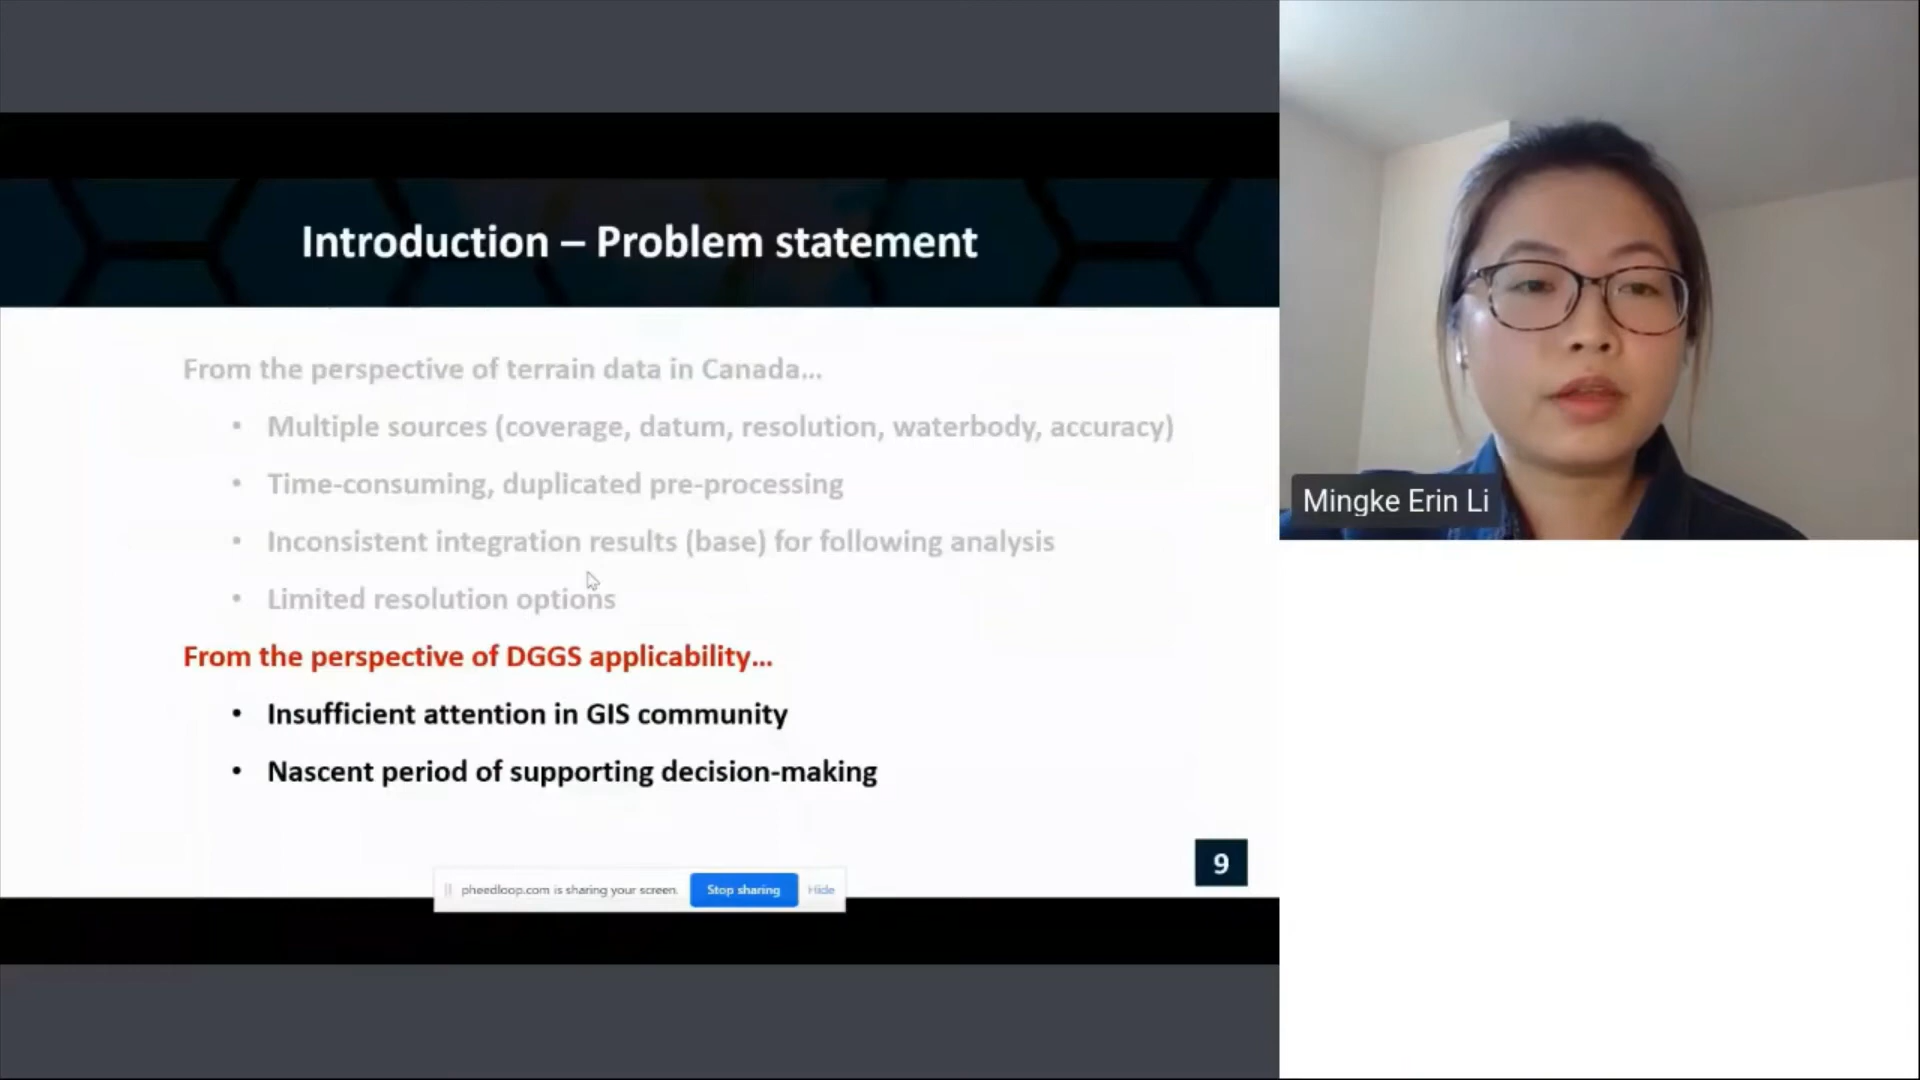 Introduction – Problem statement
From the perspective of terrain data in Canada...
• Multiple sources (coverage, datum, resolution, waterbody, accuracy)
• Time-consuming, duplicated pre-processing
• Inconsistent integration results (base) for following analysis
• Limited resolution options
From the perspective of DGGS applicability...
• Insufficient attention in GIS community
• Nascent period of supporting decision-making
9
pheedloop.com is sharing your screen. Stop sharing Hide
Mingke Erin Li